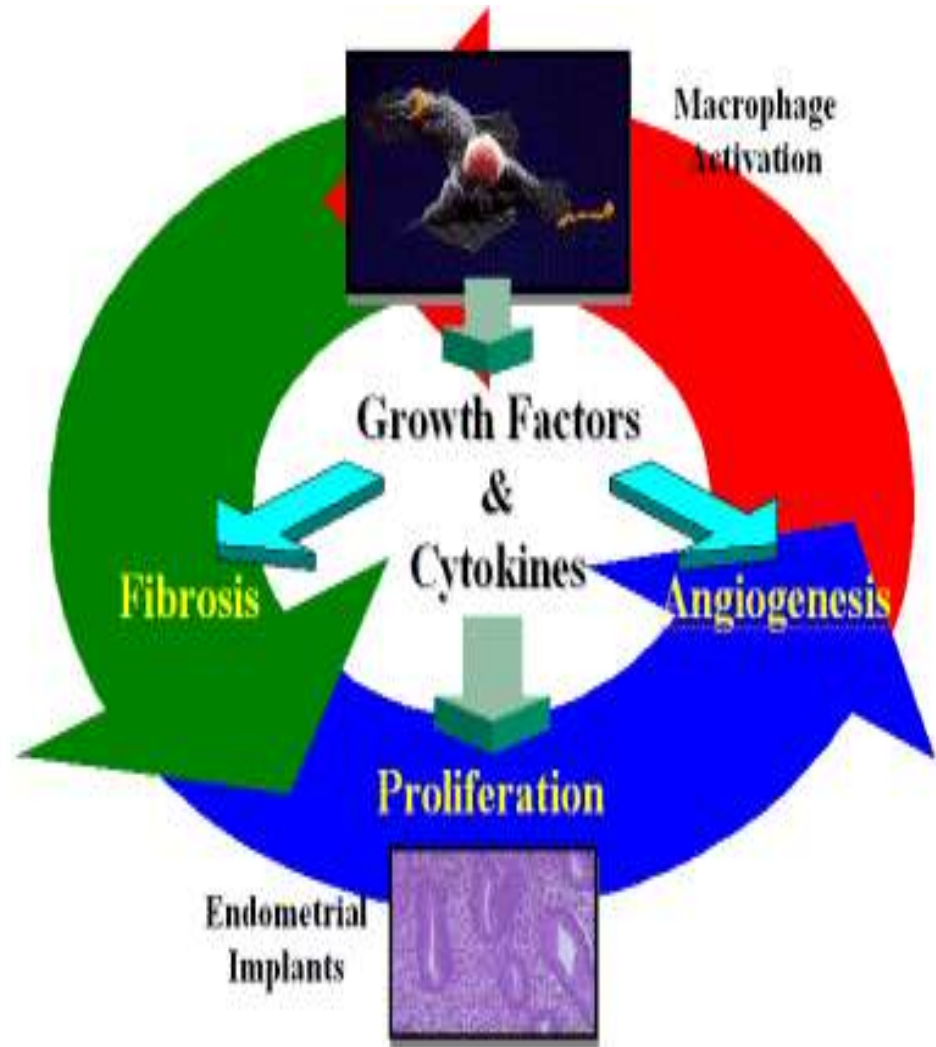 Macrophage
Activation
Growth Factors
&
Cytokines
Fibrosis
Angiogenesis
Proliferation
Endometrial
Implants